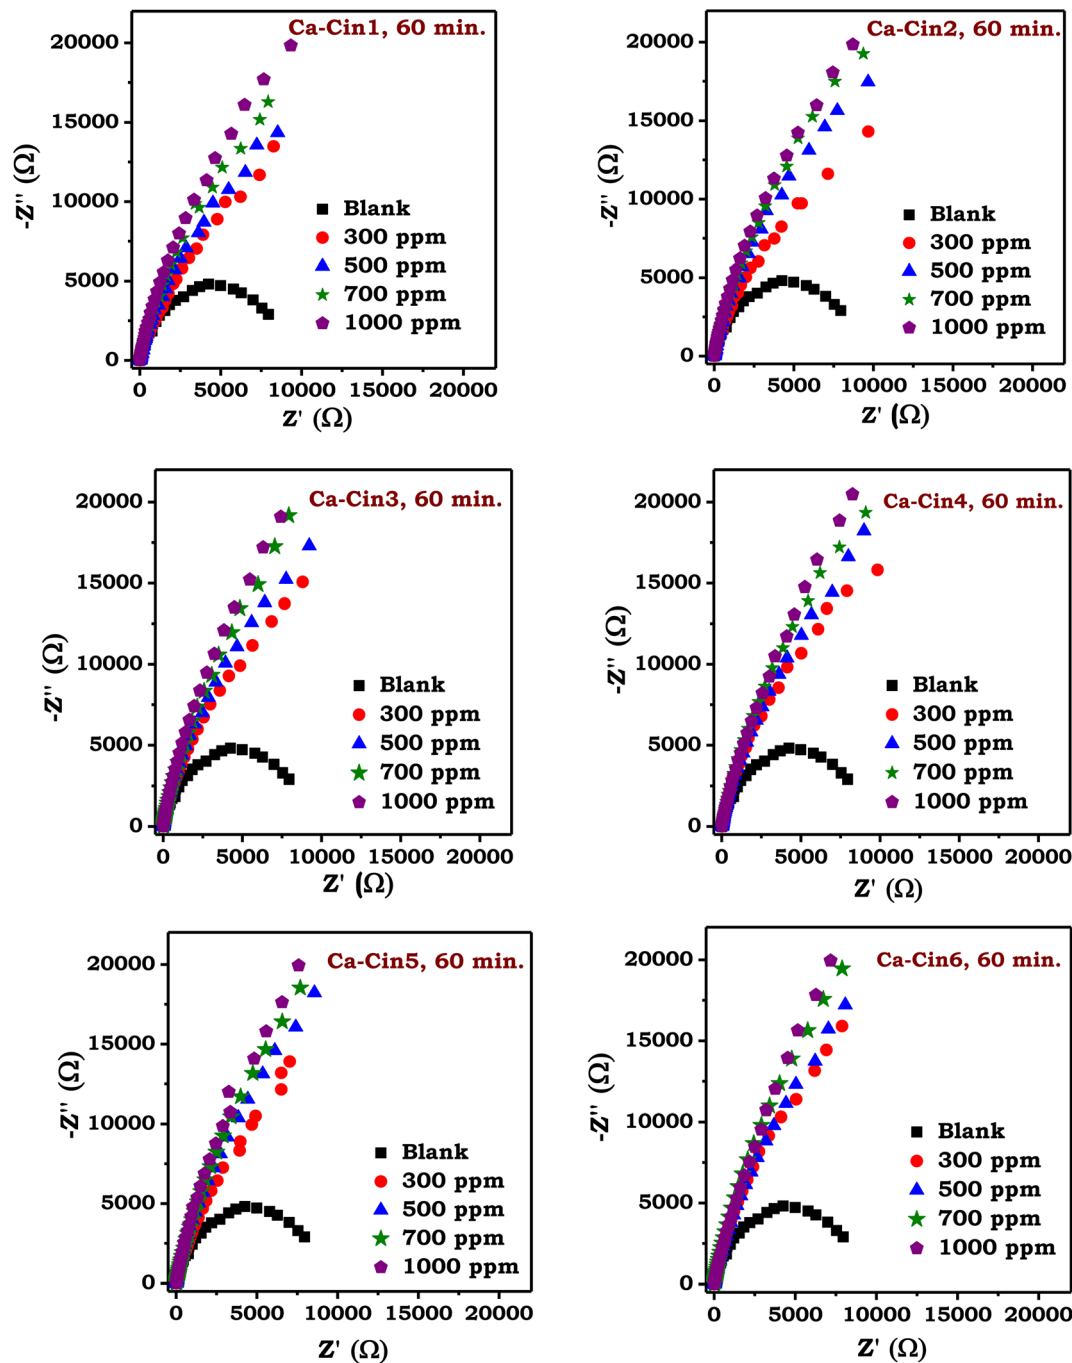 Ca-Cin1, 60 min.
20000
15000
10000
5000
0
-Z'' (Ω)
Blank
300 ppm
500 ppm
700 ppm
1000 ppm
0 5000 10000 15000 20000
Z' (Ω)
Ca-Cin2, 60 min.
20000
15000
10000
5000
0
-Z'' (Ω)
Blank
300 ppm
500 ppm
700 ppm
1000 ppm
0 5000 10000 15000 20000
Z' (Ω)
Ca-Cin3, 60 min.
20000
15000
10000
5000
0
-Z'' (Ω)
Blank
300 ppm
500 ppm
700 ppm
1000 ppm
0 5000 10000 15000 20000
Z' (Ω)
Ca-Cin4, 60 min.
20000
15000
10000
5000
0
-Z'' (Ω)
Blank
300 ppm
500 ppm
700 ppm
1000 ppm
0 5000 10000 15000 20000
Z' (Ω)
Ca-Cin5, 60 min.
20000
15000
10000
5000
0
-Z'' (Ω)
Blank
300 ppm
500 ppm
700 ppm
1000 ppm
0 5000 10000 15000 20000
Z' (Ω)
Ca-Cin6, 60 min.
20000
15000
10000
5000
0
-Z'' (Ω)
Blank
300 ppm
500 ppm
700 ppm
1000 ppm
0 5000 10000 15000 20000
Z' (Ω)